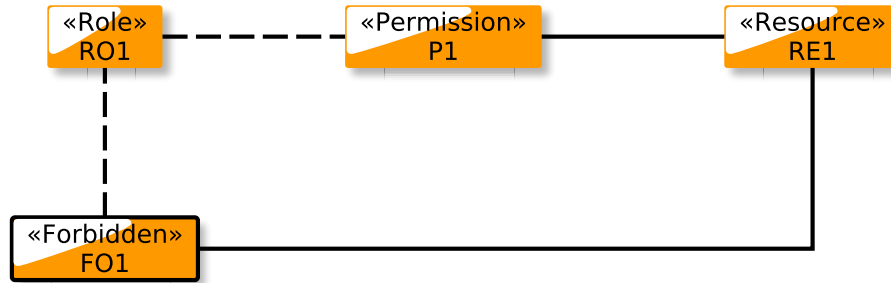 «Role»
RO1
«Permission»
P1
«Resource»
RE1
«Forbidden»
FO1